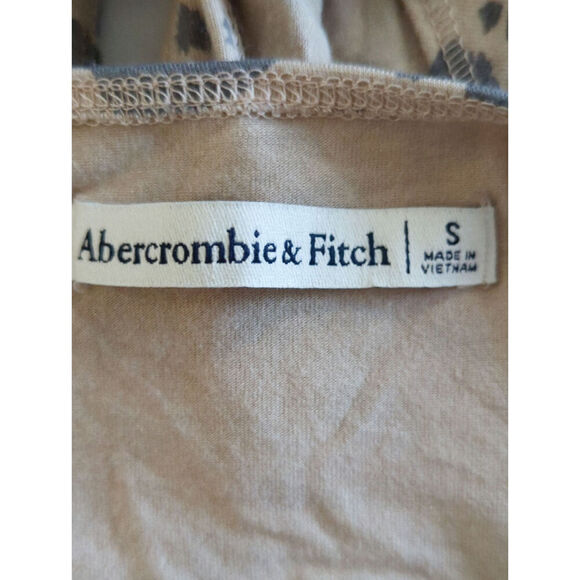 Abercrombie & Fitch
S
MADE IN
VIETNAM